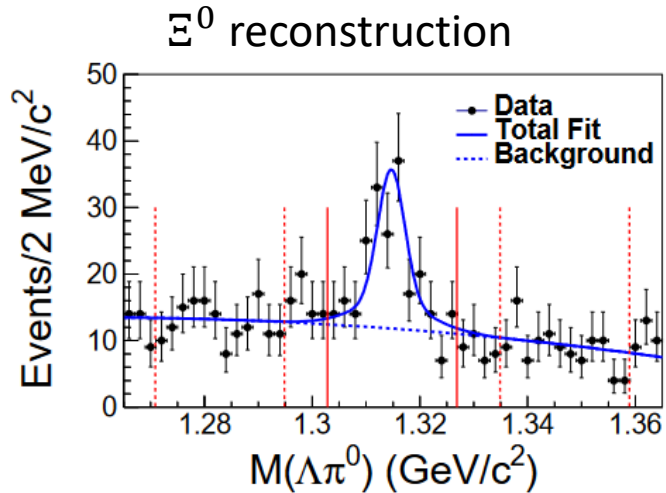 Ξ⁰ reconstruction
Events/2 MeV/c²
50
40
30
20
10
0
Data
Total Fit
Background
1.28
1.3
1.32
1.34
1.36
M(Λπ⁰) (GeV/c²)